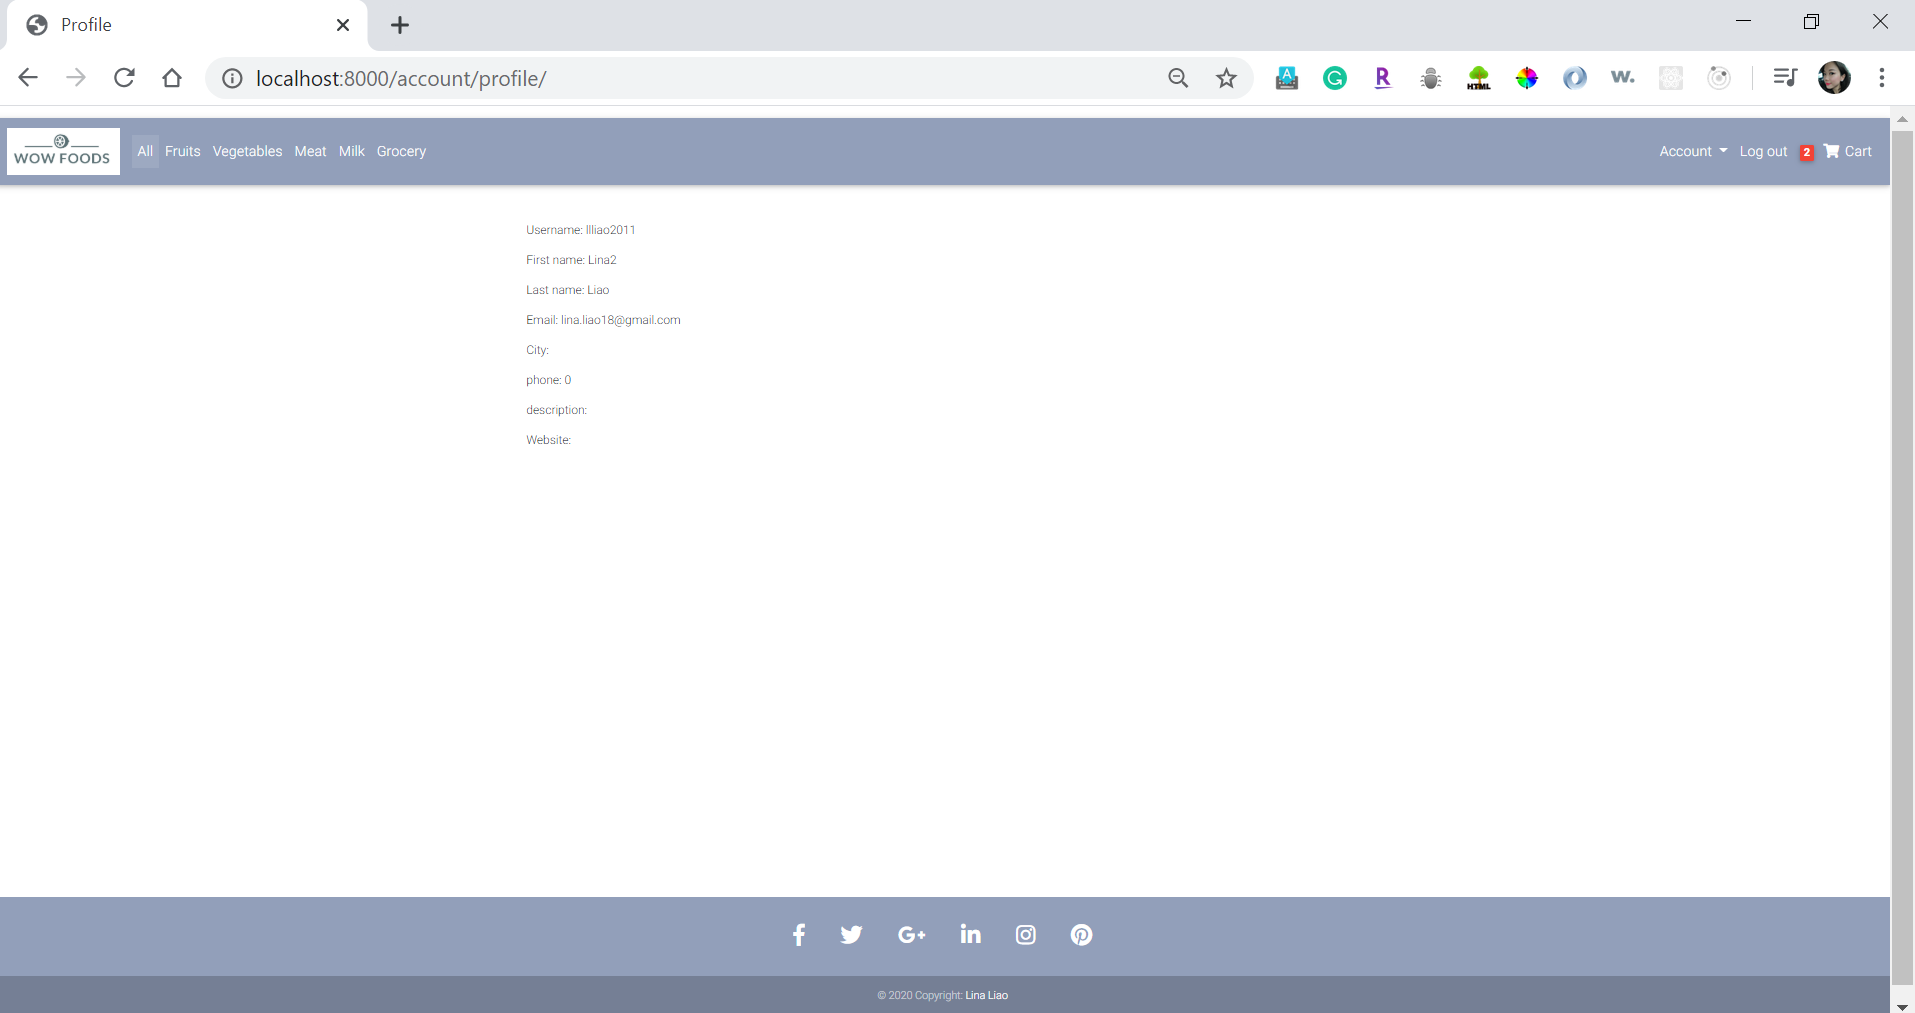 Profile
localhost:8000/account/profile/
A
G
R
HTML
w.
WOW FOODS
All Fruits Vegetables Meat Milk Grocery
Account Log out 2 Cart
Username: llliao2011
First name: Lina2
Last name: Liao
Email: lina.liao18@gmail.com
City:
phone: 0
description:
Website:
© 2020 Copyright: Lina Liao